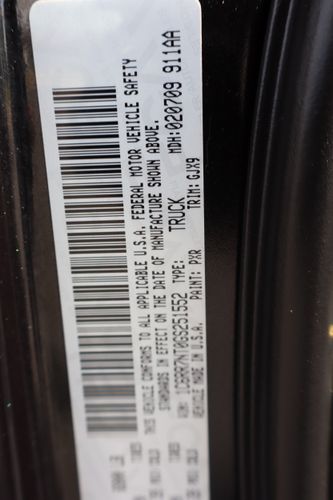 THIS VEHICLE CONFORMS TO ALL APPLICABLE U.S.A. FEDERAL MOTOR VEHICLE SAFETY
STANDARDS IN EFFECT ON THE DATE OF MANUFACTURE SHOWN ABOVE.
VIN: 1C6RR7NT0GS251552 TYPE: TRUCK MDH:020709 911AA
PAINT: PXR TRIM: GJX9
VEHICLE MADE IN U.S.A.